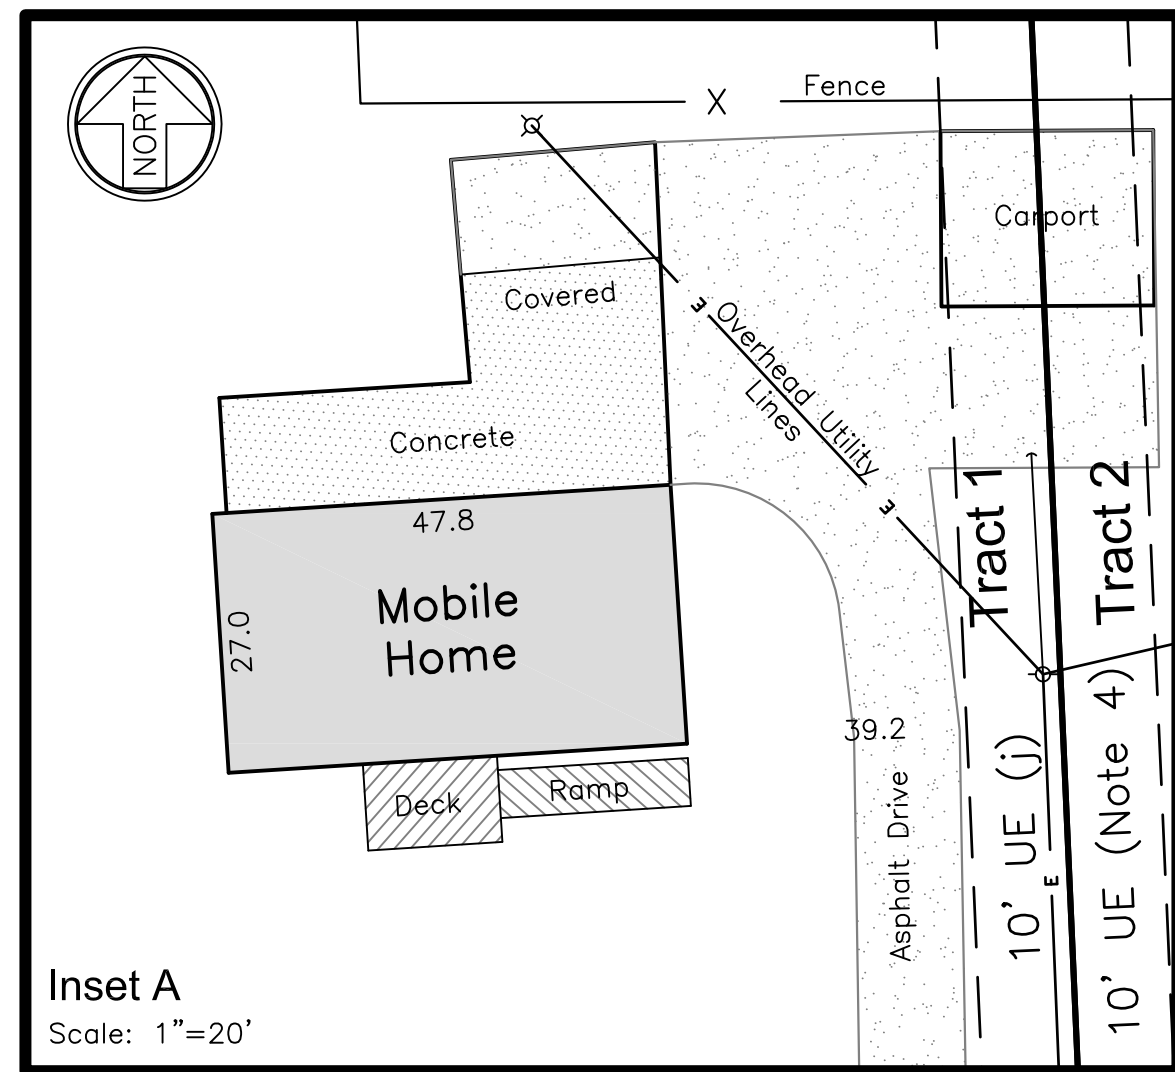 NORTH
Fence
X
Carport
Covered
E
Overhead Utility
Lines
Concrete
E
Tract 1
Tract 2
47.8
Mobile
Home
27.0
39.2
10' UE (j)
10' UE (Note 4)
Deck
Ramp
Asphalt Drive
E
Inset A
Scale: 1"=20'